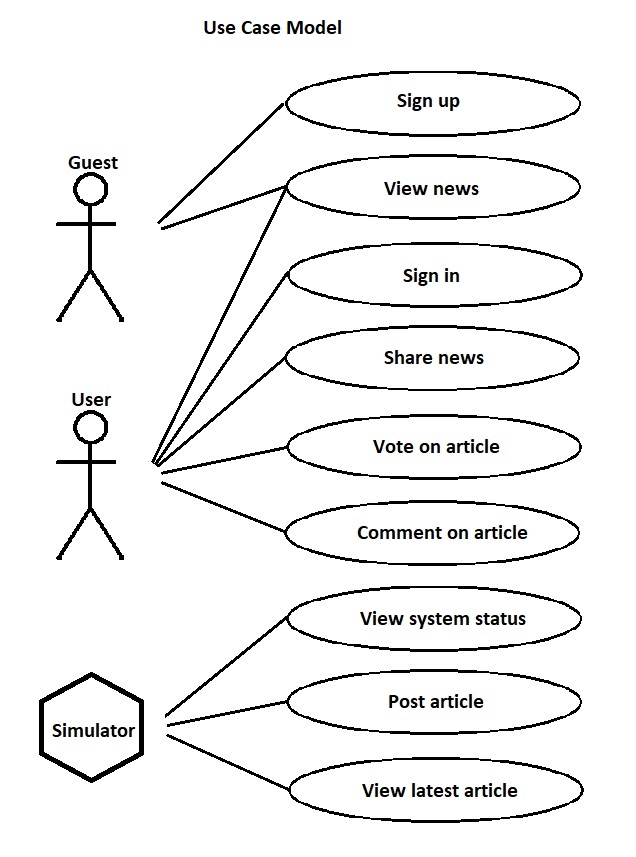 Use Case Model
Sign up
Guest
View news
Sign in
Share news
User
Vote on article
Comment on article
View system status
Post article
Simulator
View latest article